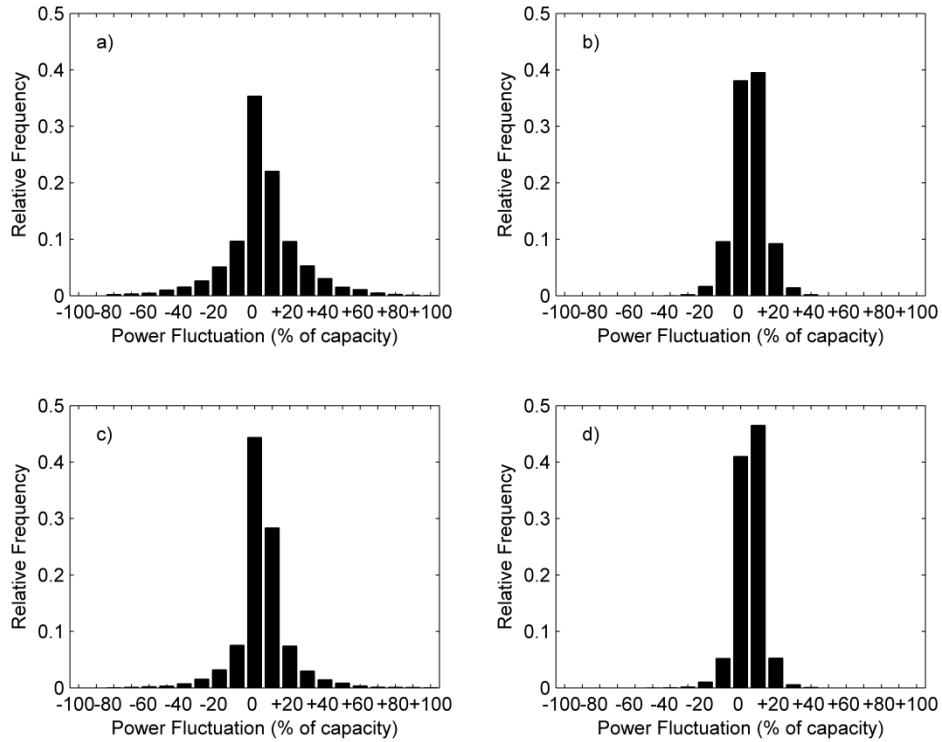 a)
Relative Frequency
0.5
0.4
0.3
0.2
0.1
0
-100 -80 -60 -40 -20 0 +20 +40 +60 +80 +100
Power Fluctuation (% of capacity)
b)
Relative Frequency
0.5
0.4
0.3
0.2
0.1
0
-100 -80 -60 -40 -20 0 +20 +40 +60 +80 +100
Power Fluctuation (% of capacity)
c)
Relative Frequency
0.5
0.4
0.3
0.2
0.1
0
-100 -80 -60 -40 -20 0 +20 +40 +60 +80 +100
Power Fluctuation (% of capacity)
d)
Relative Frequency
0.5
0.4
0.3
0.2
0.1
0
-100 -80 -60 -40 -20 0 +20 +40 +60 +80 +100
Power Fluctuation (% of capacity)